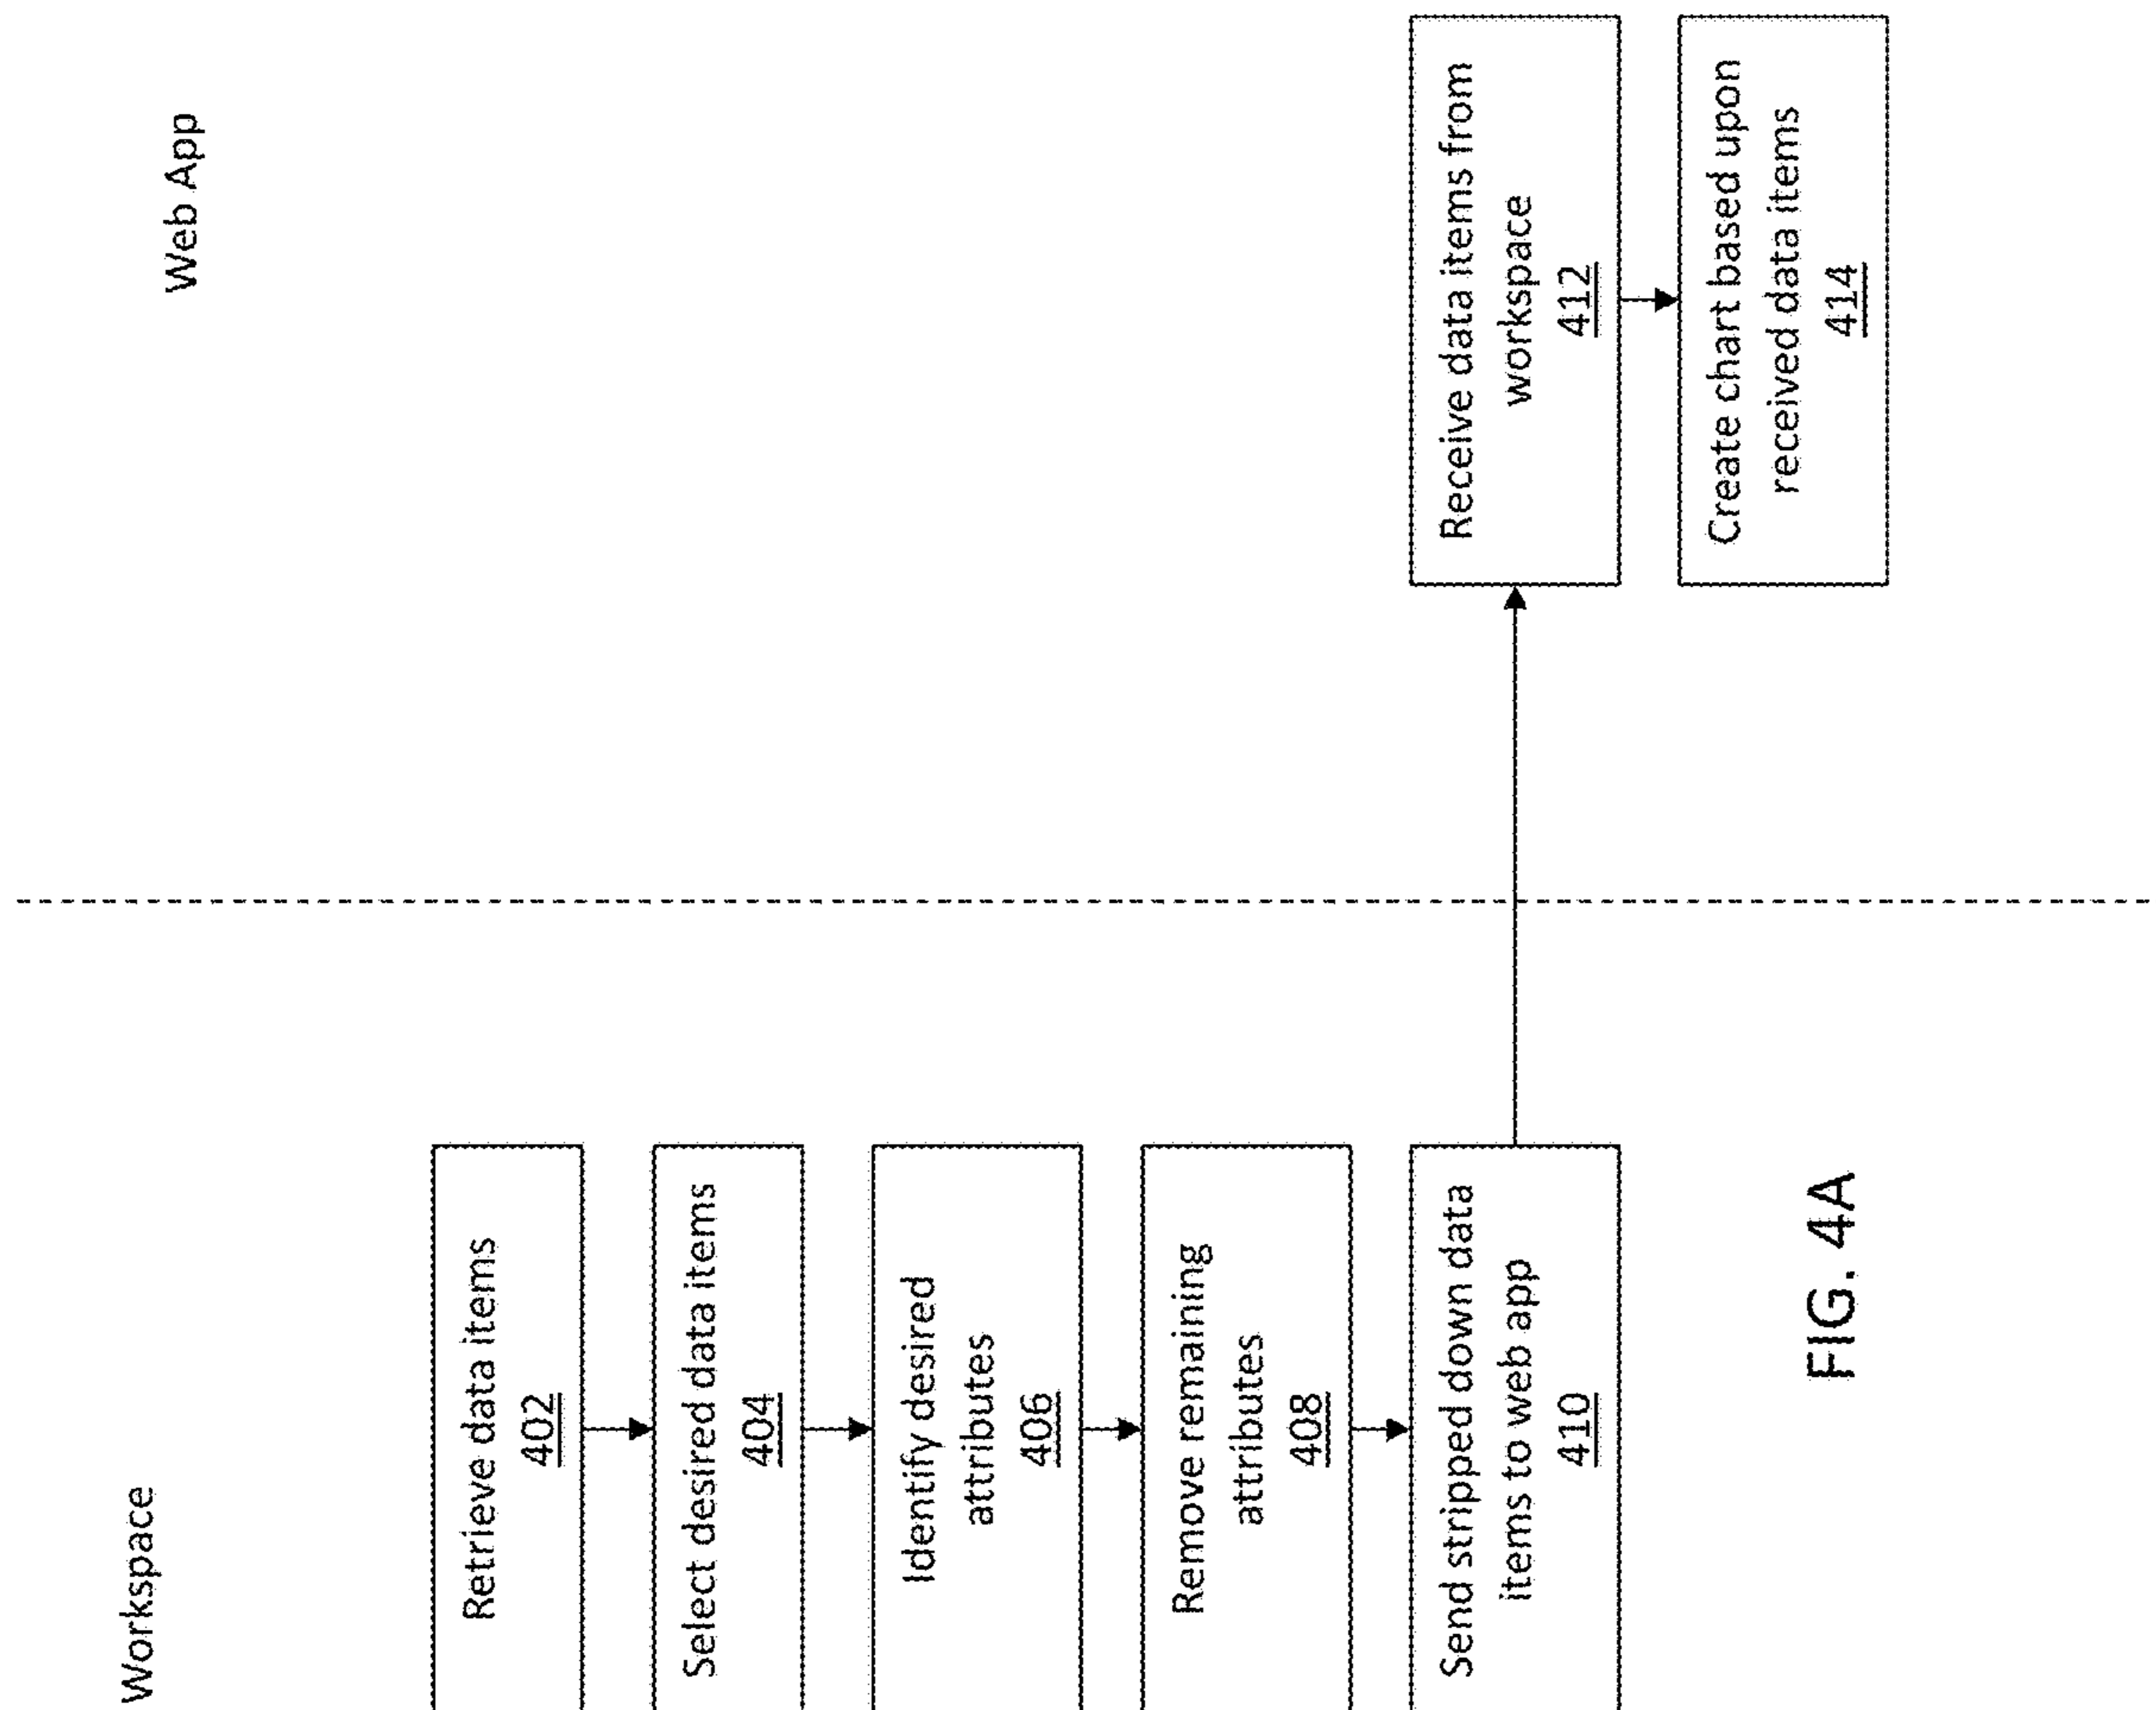 Workspace
Web App
Retrieve data items
402
Select desired data items
404
Identify desired
attributes
406
Remove remaining
attributes
408
Send stripped down data
items to web app
410
Receive data items from
workspace
412
Create chart based upon
received data items
414
FIG. 4A